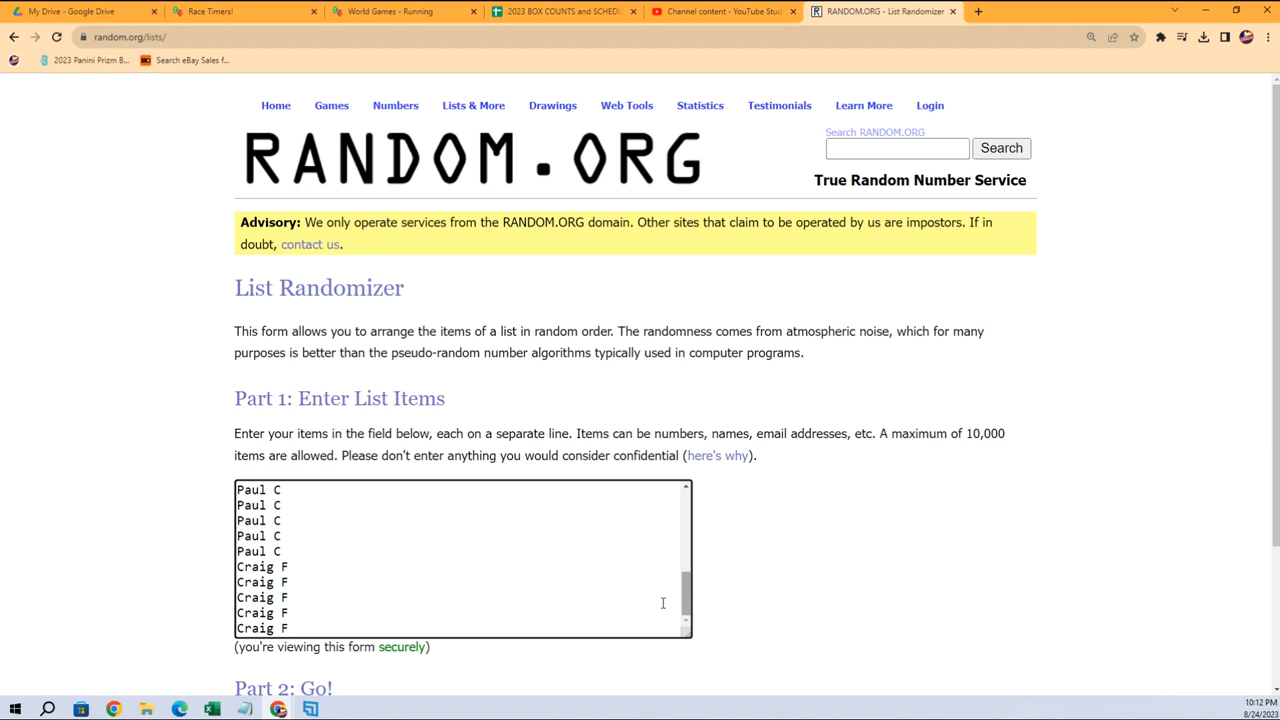 My Drive - Google Drive
Race Timers!
World Games - Running
2023 BOX COUNTS and SCHEDU
Channel content - YouTube Stud
RANDOM.ORG - List Randomizer
random.org/lists/
2023 Panini Prizm B...
Search eBay Sales f...
Home Games Numbers Lists & More Drawings Web Tools Statistics Testimonials Learn More Login
RANDOM.ORG
Search RANDOM.ORG
Search
True Random Number Service
Advisory: We only operate services from the RANDOM.ORG domain. Other sites that claim to be operated by us are impostors. If in
doubt, contact us.
List Randomizer
This form allows you to arrange the items of a list in random order. The randomness comes from atmospheric noise, which for many
purposes is better than the pseudo-random number algorithms typically used in computer programs.
Part 1: Enter List Items
Enter your items in the field below, each on a separate line. Items can be numbers, names, email addresses, etc. A maximum of 10,000
items are allowed. Please don't enter anything you would consider confidential (here's why).
Paul C
Paul C
Paul C
Paul C
Paul C
Craig F
Craig F
Craig F
Craig F
Craig F
(you're viewing this form securely)
Part 2: Go!
10:12 PM
8/24/2023